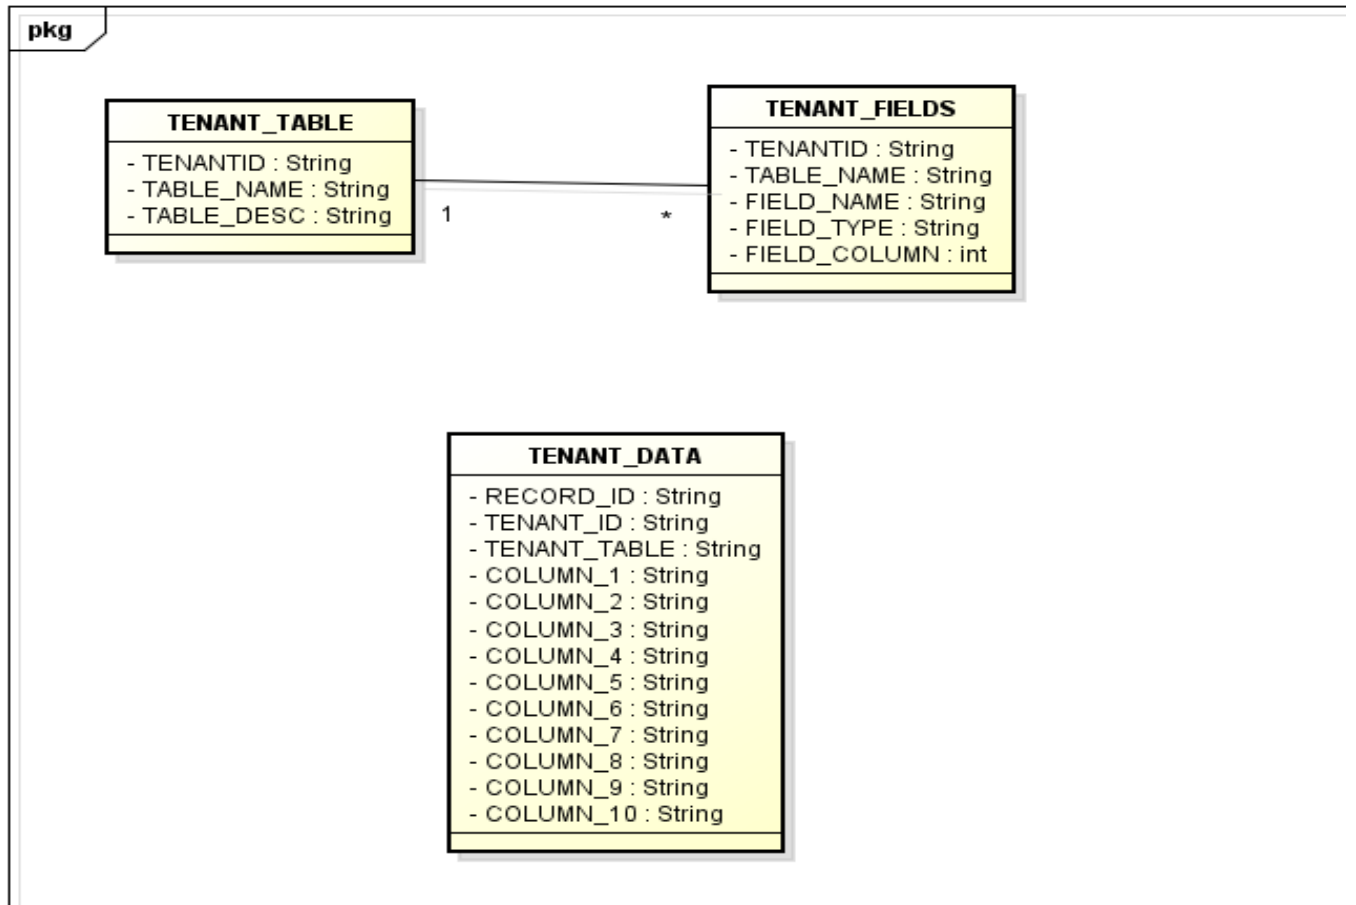 pkg
TENANT_TABLE
- TENANTID : String
- TABLE_NAME : String
- TABLE_DESC : String
1
*
TENANT_FIELDS
- TENANTID : String
- TABLE_NAME : String
- FIELD_NAME : String
- FIELD_TYPE : String
- FIELD_COLUMN : int
TENANT_DATA
- RECORD_ID : String
- TENANT_ID : String
- TENANT_TABLE : String
- COLUMN_1 : String
- COLUMN_2 : String
- COLUMN_3 : String
- COLUMN_4 : String
- COLUMN_5 : String
- COLUMN_6 : String
- COLUMN_7 : String
- COLUMN_8 : String
- COLUMN_9 : String
- COLUMN_10 : String